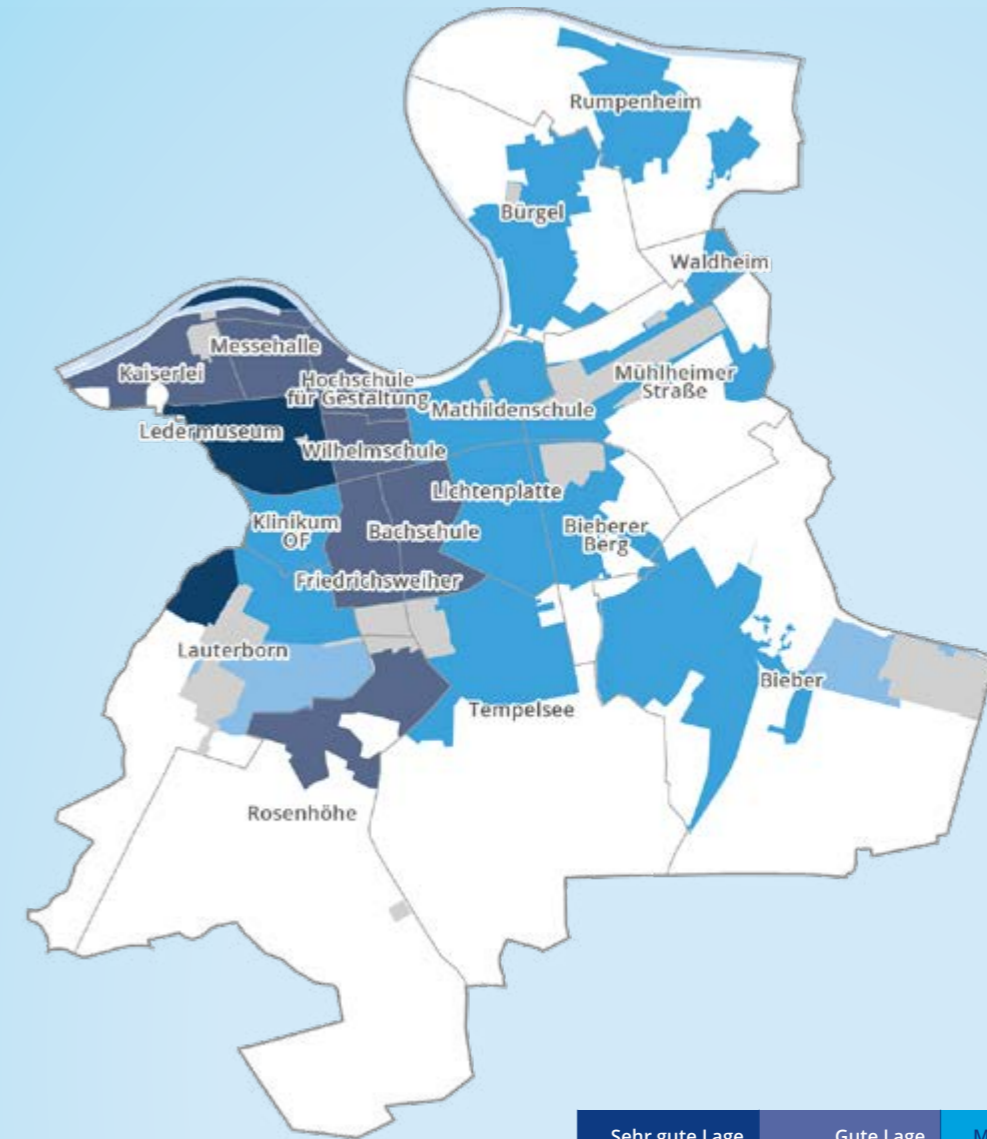 Rumpenheim
Bürgel
Waldheim
Messehalle
Kaiserlei
Hochschule
für Gestaltung
Mühlheimer
Straße
Mathildenschule
Ledermuseum
Wilhelmschule
Lichtenplatte
Klinikum
OF
Bachschule
Bieberer
Berg
Friedrichsweiher
Lauterborn
Bieber
Tempelsee
Rosenhöhe
Sehr gute Lage
Gute Lage
M